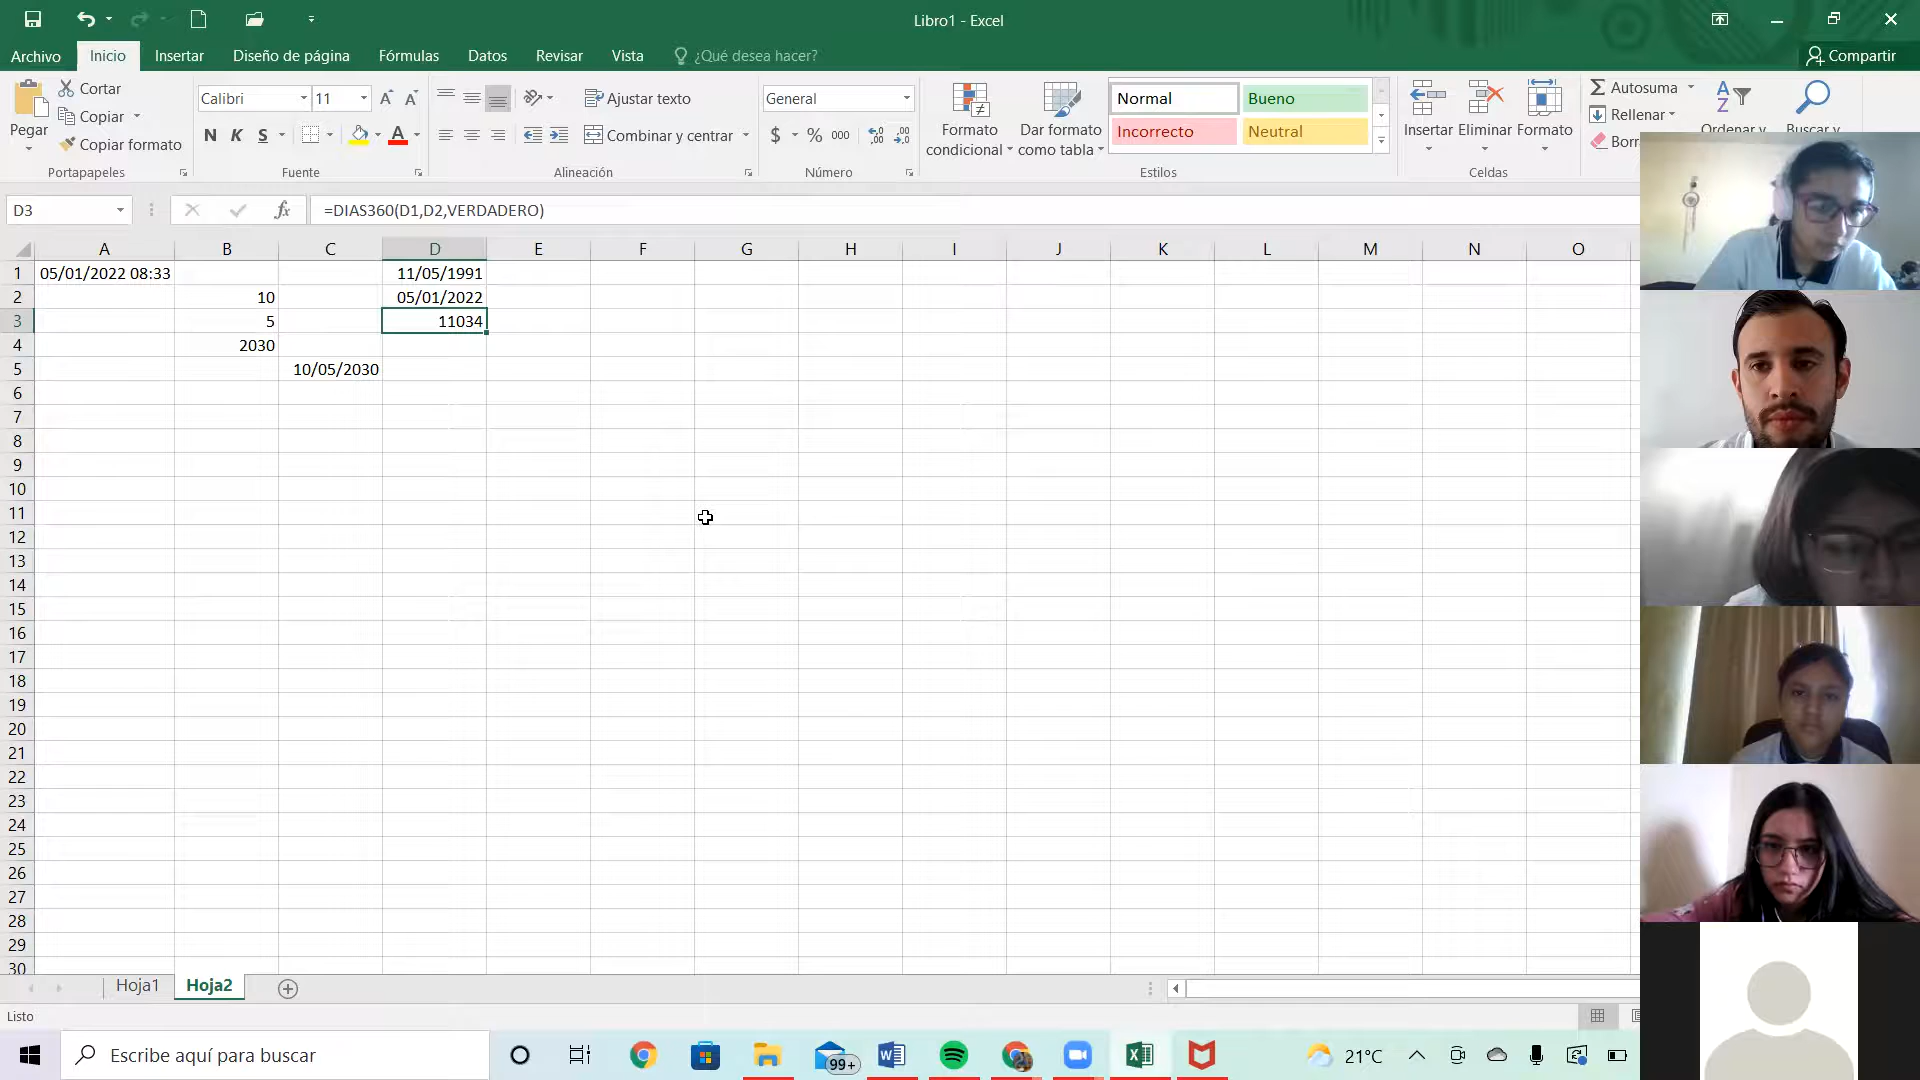 Libro1 - Excel
Archivo Inicio Insertar Diseño de página Fórmulas Datos Revisar Vista ¿Qué desea hacer? Compartir
Pegar
Cortar
Copiar
Copiar formato
Portapapeles
Calibri 11
N K S
Fuente
Ajustar texto
Combinar y centrar
Alineación
General
$ % 000
Número
Formato condicional
Dar formato como tabla
Normal Bueno
Incorrecto Neutral
Estilos
Insertar Eliminar Formato
Celdas
Autosuma
Rellenar
Borr
Ordenar y Buscar y
D3 fx =DIAS360(D1,D2,VERDADERO)
A B C D E F G H I J K L M N O
1 05/01/2022 08:33 11/05/1991
2 10 05/01/2022
3 5 11034
4 2030
5 10/05/2030
6
7
8
9
10
11
12
13
14
15
16
17
18
19
20
21
22
23
24
25
26
27
28
29
30
Hoja1 Hoja2
Listo
Escribe aquí para buscar 99+ 21°C